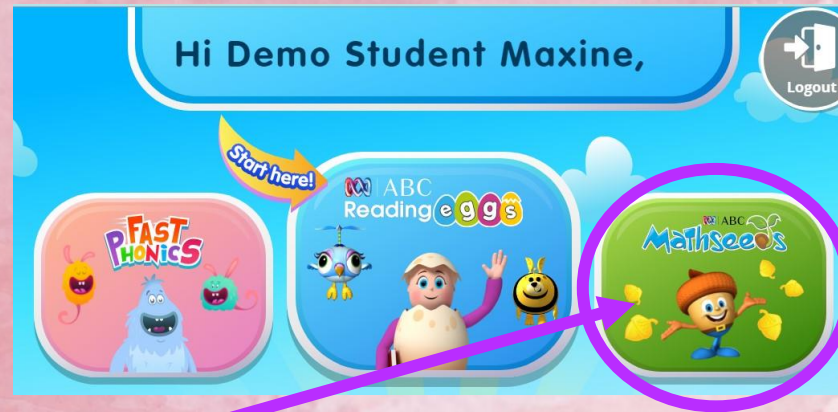 Hi Demo Student Maxine,
Logout
Start here!
FAST
PHONICS
ABC
Reading eggs
ABC
Mathseeds